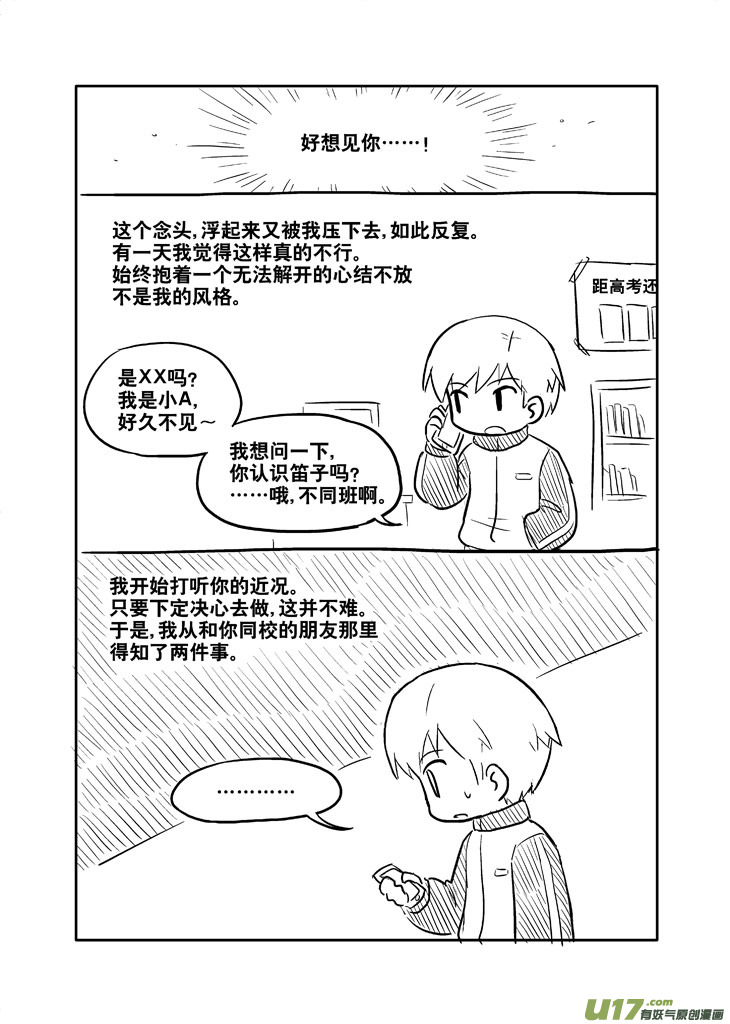 好想见你……！
这个念头，浮起来又被我压下去，如此反复。
有一天我觉得这样真的不行。
始终抱着一个无法解开的心结不放
不是我的风格。
距高考还
是XX吗？
我是小A，
好久不见～
我想问一下，
你认识笛子吗？
……哦，不同班啊。
我开始打听你的近况。
只要下定决心去做，这并不难。
于是，我从和你同校的朋友那里
得知了两件事。
…………
U17.com
有妖气原创漫画